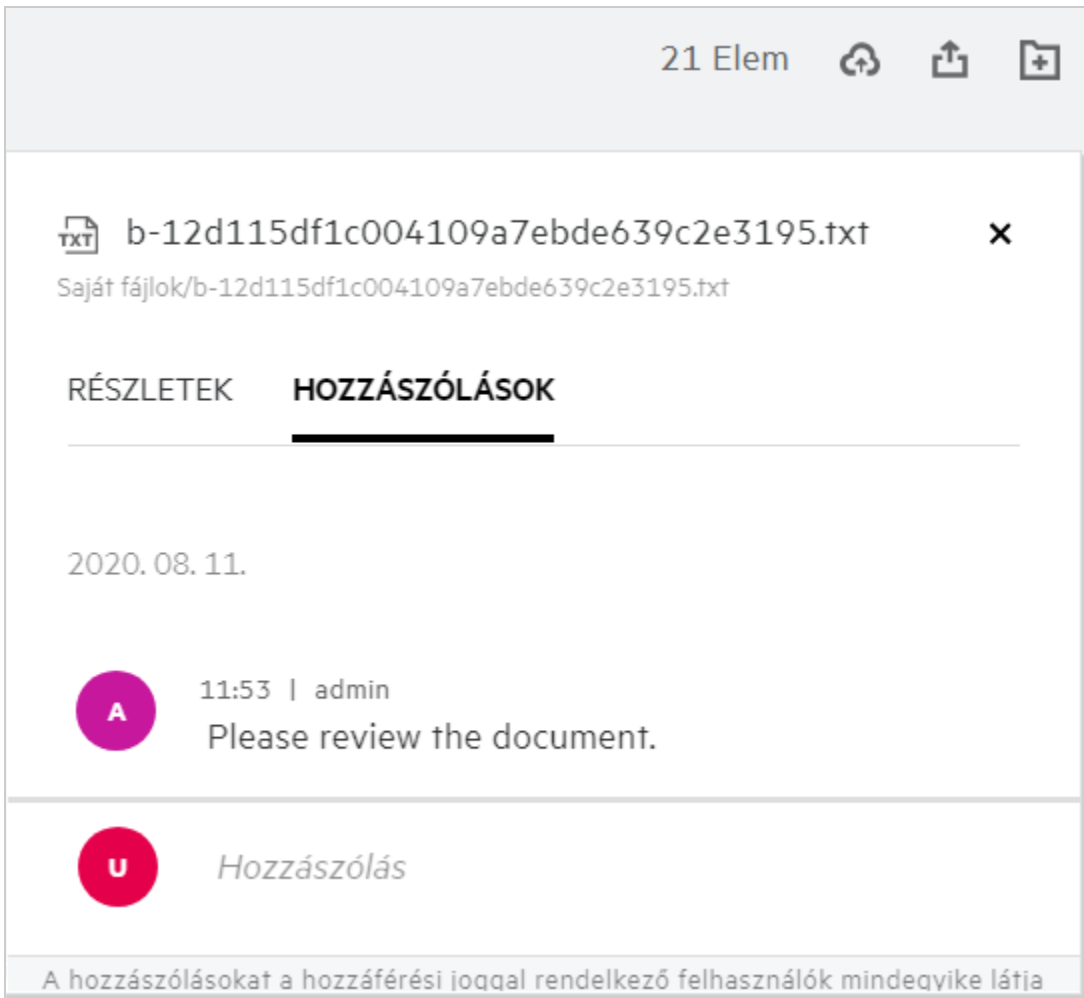 21 Elem
TXT b-12d115df1c004109a7ebde639c2e3195.txt
Saját fájlok/b-12d115df1c004109a7ebde639c2e3195.txt
RÉSZLETEK HOZZÁSZÓLÁSOK
2020. 08. 11.
11:53 | admin
A Please review the document.
U Hozzászólás
A hozzászólásokat a hozzáférési joggal rendelkező felhasználók mindegyike látja